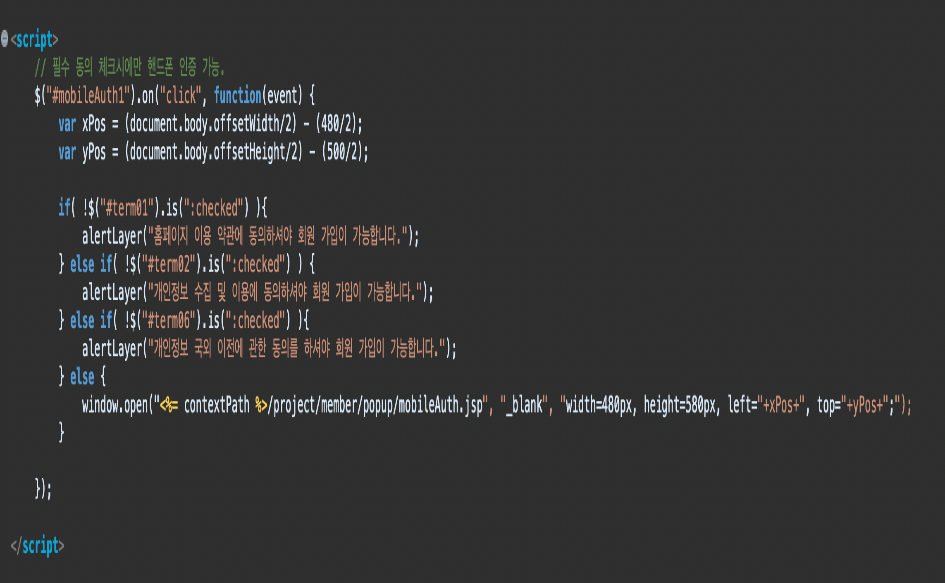 <script>
// 필수 동의 체크시에만 핸드폰 인증 가능.
$("#mobileAuth1").on("click", function(event) {
var xPos = (document.body.offsetWidth/2) - (480/2);
var yPos = (document.body.offsetHeight/2) - (500/2);
if( !$("#term01").is(":checked") ){
alertLayer("홈페이지 이용 약관에 동의하셔야 회원 가입이 가능합니다.");
} else if( !$("#term02").is(":checked") ) {
alertLayer("개인정보 수집 및 이용에 동의하셔야 회원 가입이 가능합니다.");
} else if( !$("#term06").is(":checked") ){
alertLayer("개인정보 국외 이전에 관한 동의를 하셔야 회원 가입이 가능합니다.");
} else {
window.open("<%= contextPath %>/project/member/popup/mobileAuth.jsp", "_blank", "width=480px, height=580px, left="+xPos+", top="+yPos+";");
}
});
</script>